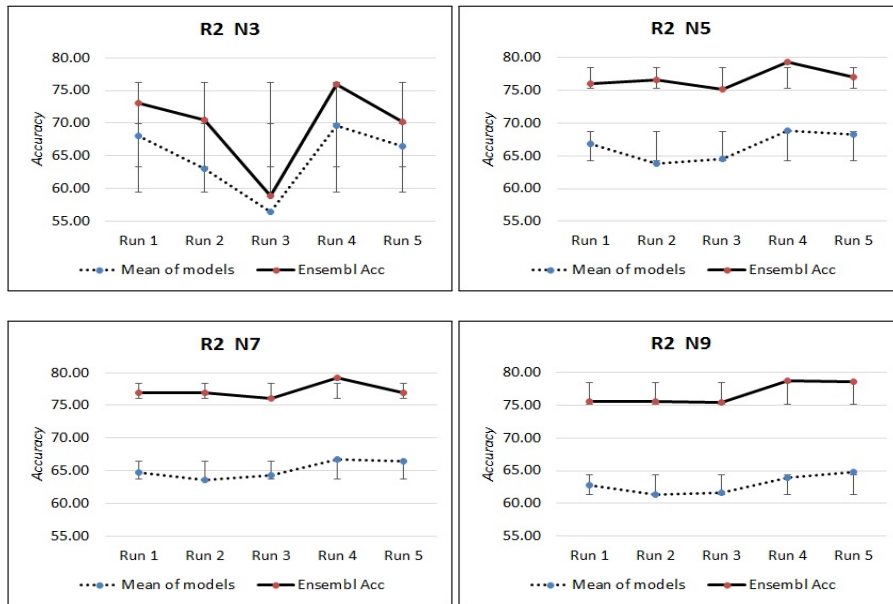 R2 N3
80.00
75.00
70.00
65.00
60.00
55.00
Accuracy
Run 1 Run 2 Run 3 Run 4 Run 5
Mean of models Ensembl Acc
R2 N5
80.00
75.00
70.00
65.00
60.00
55.00
Accuracy
Run 1 Run 2 Run 3 Run 4 Run 5
Mean of models Ensembl Acc
R2 N7
80.00
75.00
70.00
65.00
60.00
55.00
Accuracy
Run 1 Run 2 Run 3 Run 4 Run 5
Mean of models Ensembl Acc
R2 N9
80.00
75.00
70.00
65.00
60.00
55.00
Accuracy
Run 1 Run 2 Run 3 Run 4 Run 5
Mean of models Ensembl Acc